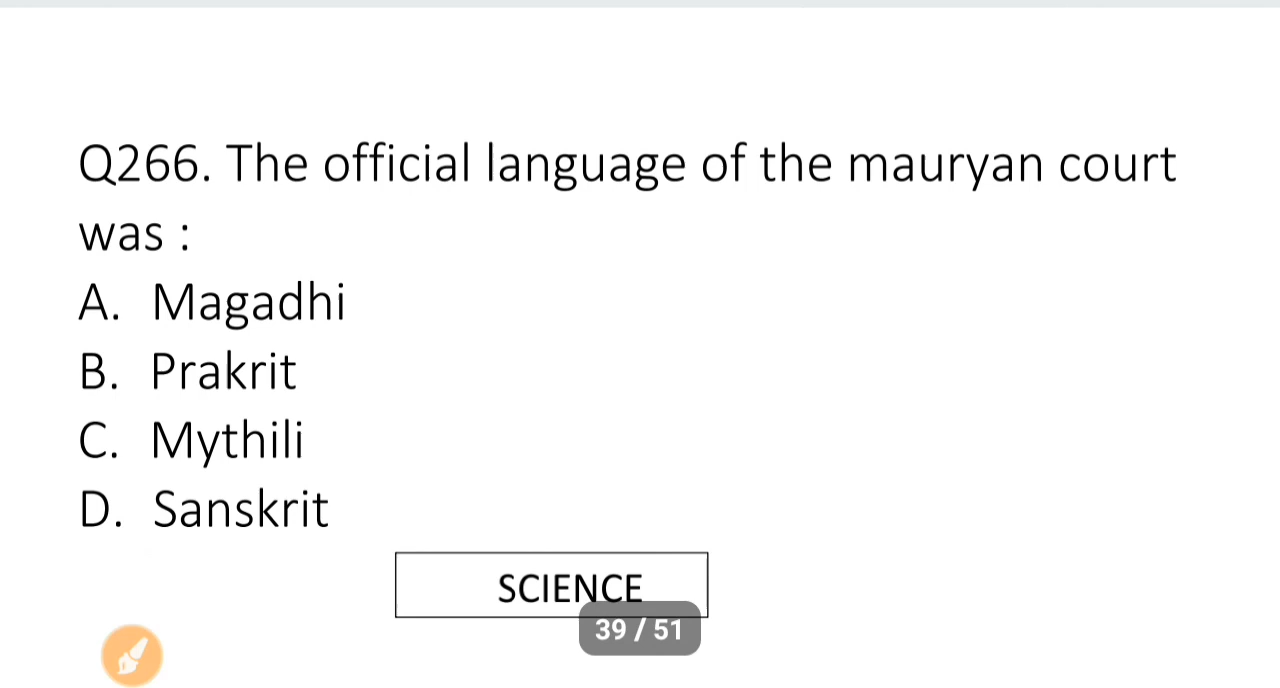 Q266. The official language of the mauryan court
was :
A. Magadhi
B. Prakrit
C. Mythili
D. Sanskrit
SCIENCE
39 / 51